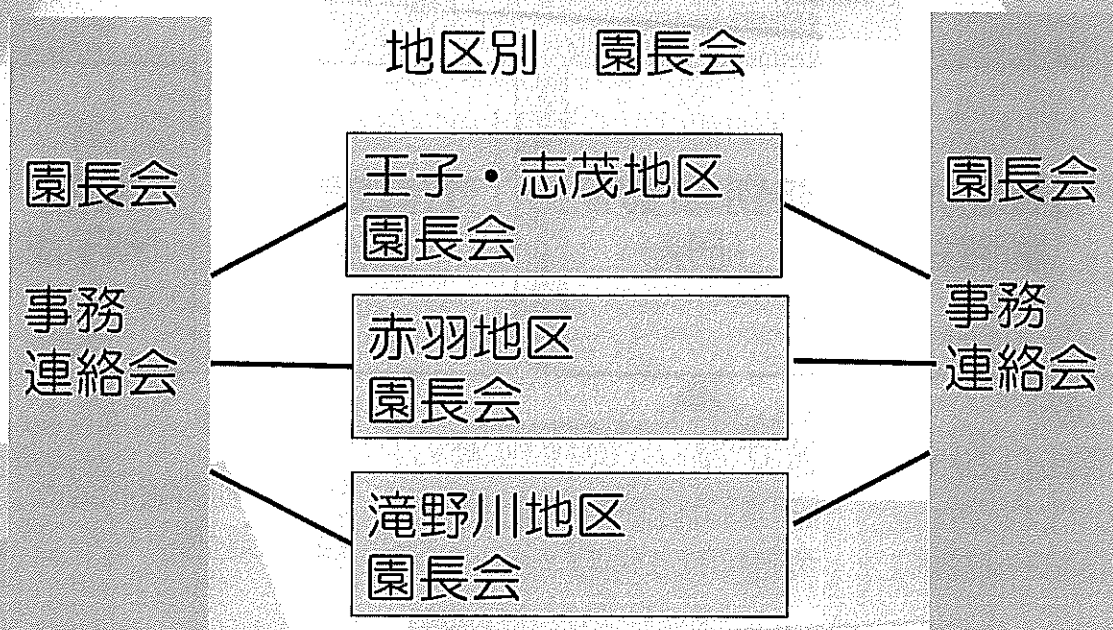 地区別　園長会
園長会
事務
連絡会
王子・志茂地区
園長会
赤羽地区
園長会
滝野川地区
園長会
園長会
事務
連絡会